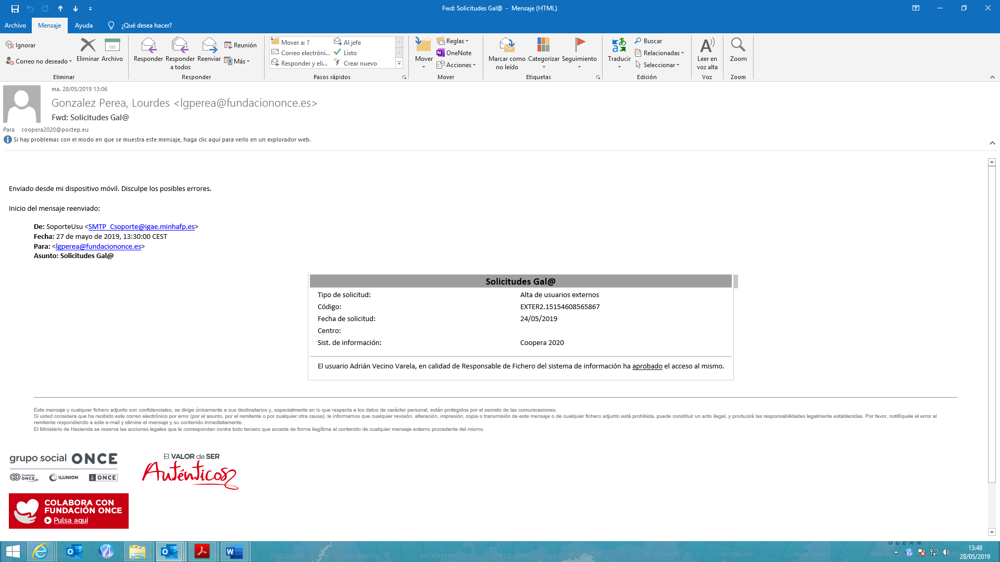 Fwd: Solicitudes Gal@ - Mensaje (HTML)
Archivo Mensaje Ayuda ¿Qué desea hacer?
Ignorar
Correo no deseado
Eliminar
Archivo
Eliminar
Responder
Responder a todos
Reenviar
Reunión
Más
Responder
Mover a: ?
Correo electróni...
Responder y eli...
Al jefe
Listo
Crear nuevo
Pasos rápidos
Mover
Reglas
OneNote
Acciones
Mover
Marcar como no leído
Categorizar
Seguimiento
Etiquetas
Traducir
Buscar
Relacionadas
Seleccionar
Edición
Leer en voz alta
Voz
Zoom
Zoom
ma. 28/05/2019 13:06
Gonzalez Perea, Lourdes <lgperea@fundaciononce.es>
Fwd: Solicitudes Gal@
Para coopera2020@poctep.eu
Si hay problemas con el modo en que se muestra este mensaje, haga clic aquí para verlo en un explorador web.
Enviado desde mi dispositivo móvil. Disculpe los posibles errores.
Inicio del mensaje reenviado:
De: SoporteUsu <SMTP_Csoporte@igae.minhafp.es>
Fecha: 27 de mayo de 2019, 13:30:00 CEST
Para: <lgperea@fundaciononce.es>
Asunto: Solicitudes Gal@
Solicitudes Gal@
Tipo de solicitud: Alta de usuarios externos
Código: EXTER2.15154608565867
Fecha de solicitud: 24/05/2019
Centro:
Sist. de información: Coopera 2020
El usuario Adrián Vecino Varela, en calidad de Responsable de Fichero del sistema de información ha aprobado el acceso al mismo.
Este mensaje y cualquier fichero adjunto son confidenciales, se dirige únicamente a sus destinatarios y, especialmente en lo que respecta a los datos de carácter personal, están protegidos por el secreto de las comunicaciones.
Si usted considera que ha recibido este correo electrónico por error (por el asunto, por el remitente o por cualquier otra causa), le informamos que cualquier revisión, alteración, impresión, copia o transmisión de este mensaje o de cualquier fichero adjunto está prohibida, puede constituir un acto ilegal, y producirá las responsabilidades legalmente establecidas. Por favor, notifíquele el error al
remitente respondiendo a este e-mail y elimine el mensaje y su contenido inmediatamente.
El Ministerio de Hacienda se reserva las acciones legales que le correspondan contra todo tercero que acceda de forma ilegítima al contenido de cualquier mensaje externo procedente del mismo.
grupo social ONCE
Fundación ONCE ILUNION ONCE
El VALOR de SER
Auténticos
COLABORA CON
FUNDACIÓN ONCE
Pulsa aquí
OCEAN
13:48
28/05/2019